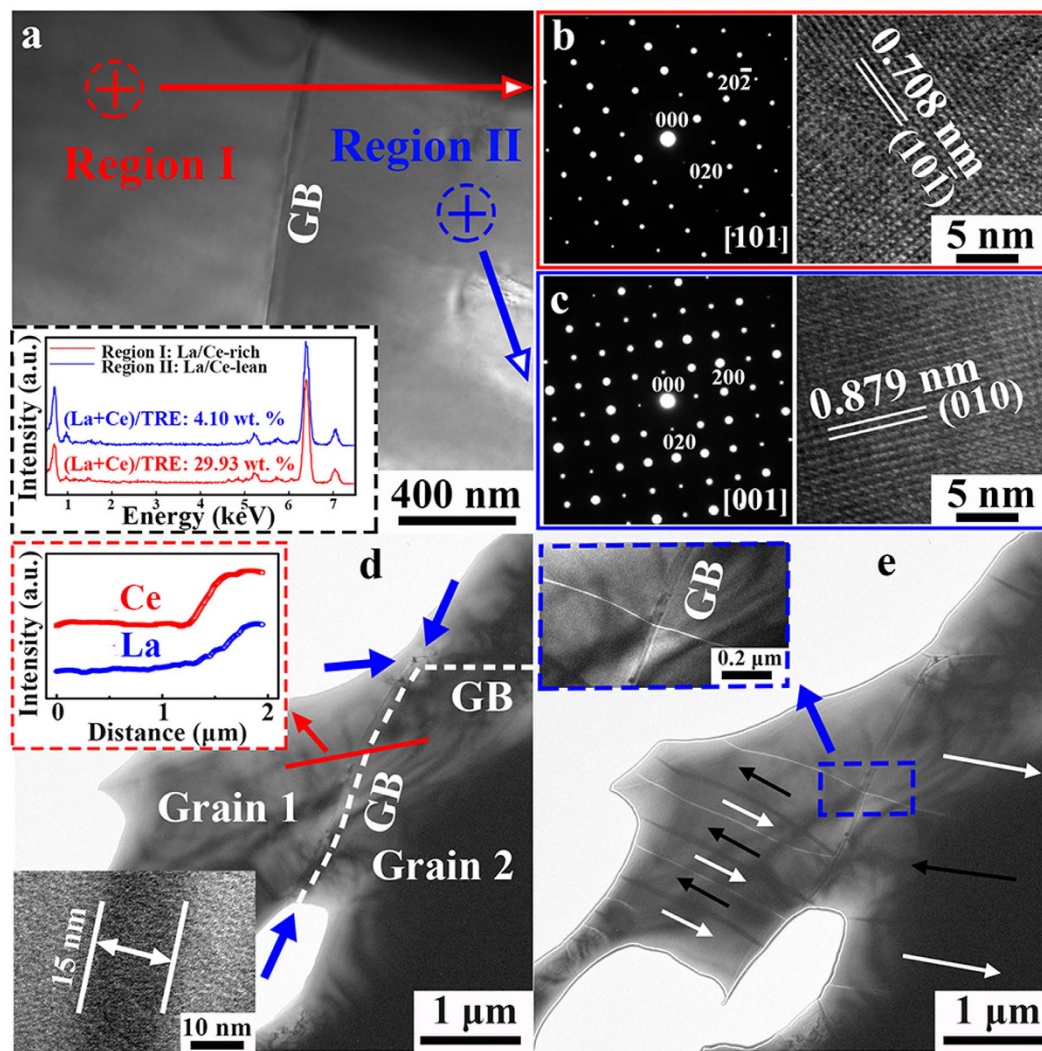 a
Region I
Region II
GB
Intensity (a.u.)
Region I: La/Ce-rich
Region II: La/Ce-lean
(La+Ce)/TRE: 4.10 wt. %
(La+Ce)/TRE: 29.93 wt. %
1 2 3 4 5 6 7
Energy (keV)
400 nm
b
202̄
000
020
[101]
0.708 nm
(101)
5 nm
c
000
200
020
[001]
0.879 nm
(010)
5 nm
d
Intensity (a.u.)
Ce
La
0 1 2
Distance (µm)
GB
Grain 1
GB
Grain 2
15 nm
10 nm
1 µm
e
GB
0.2 µm
1 µm